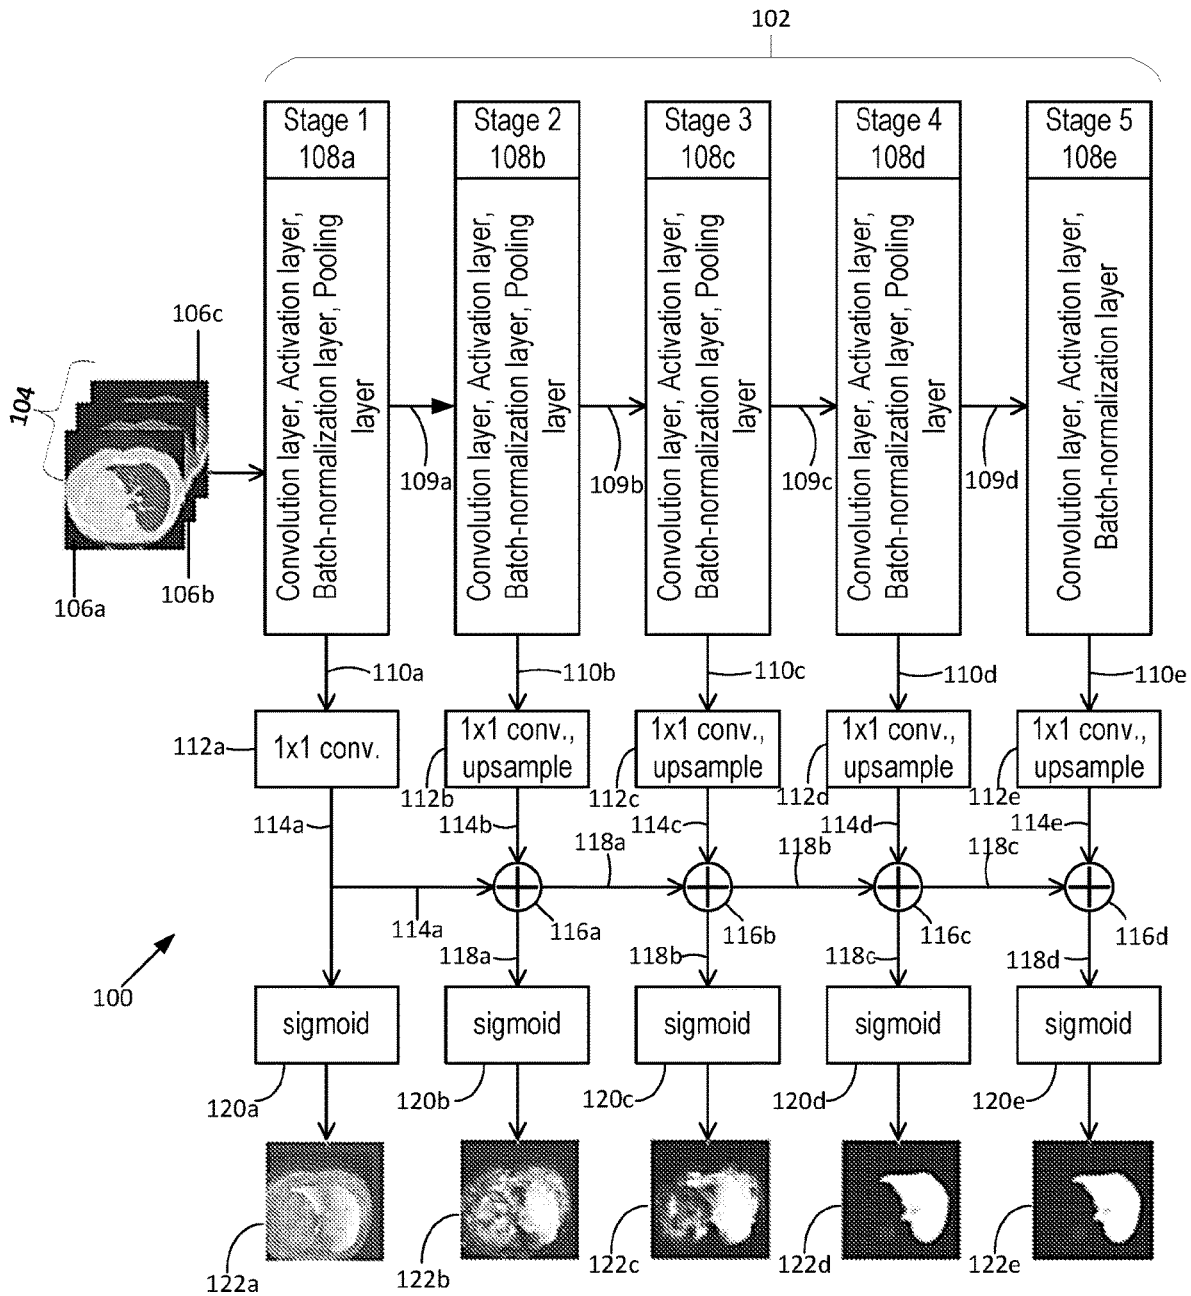 102
Stage 1
108a
Stage 2
108b
Stage 3
108c
Stage 4
108d
Stage 5
108e
Convolution layer, Activation layer,
Batch-normalization layer, Pooling
layer
Convolution layer, Activation layer,
Batch-normalization layer, Pooling
layer
Convolution layer, Activation layer,
Batch-normalization layer, Pooling
layer
Convolution layer, Activation layer,
Batch-normalization layer, Pooling
layer
Convolution layer, Activation layer,
Batch-normalization layer
106c
104
106a
106b
109a
109b
109c
109d
110a
110b
110c
110d
110e
112a
1x1 conv.
1x1 conv.,
upsample
1x1 conv.,
upsample
1x1 conv.,
upsample
1x1 conv.,
upsample
112b
112c
112d
112e
114a
114b
114c
114d
114e
118a
118b
118c
114a
116a
116b
116c
116d
118a
118b
118c
118d
100
sigmoid
sigmoid
sigmoid
sigmoid
sigmoid
120a
120b
120c
120d
120e
122a
122b
122c
122d
122e